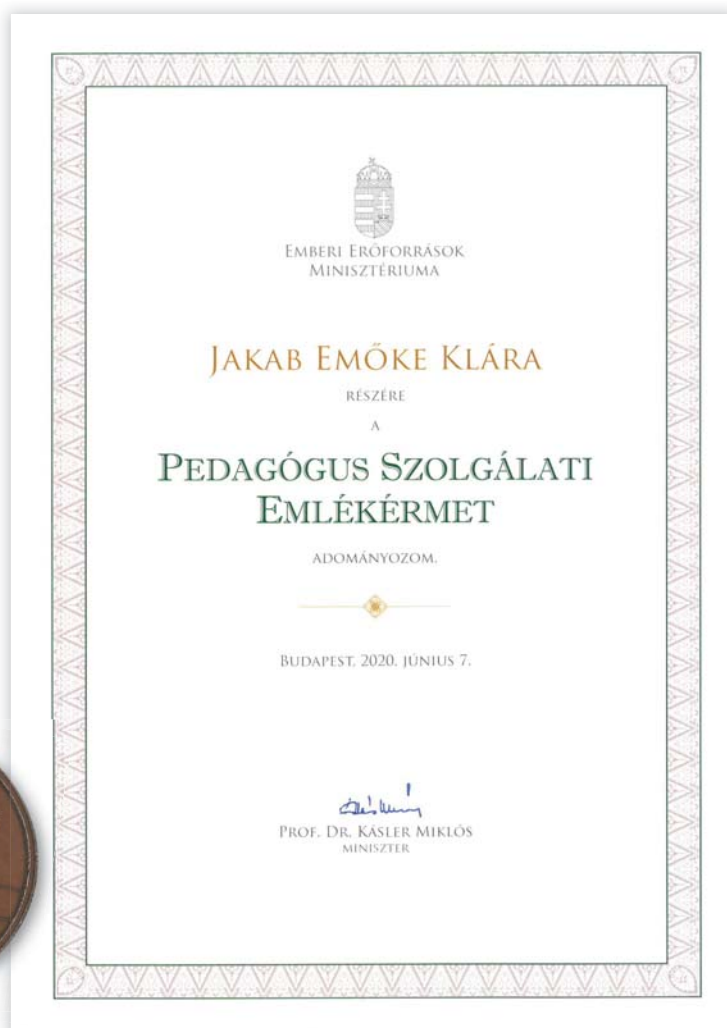 Emberi Erőforrások
Minisztériuma
Jakab Emőke Klára
részére
a
Pedagógus Szolgálati
Emlékérmet
adományozom.
Budapest, 2020. június 7.
Prof. Dr. Kásler Miklós
miniszter